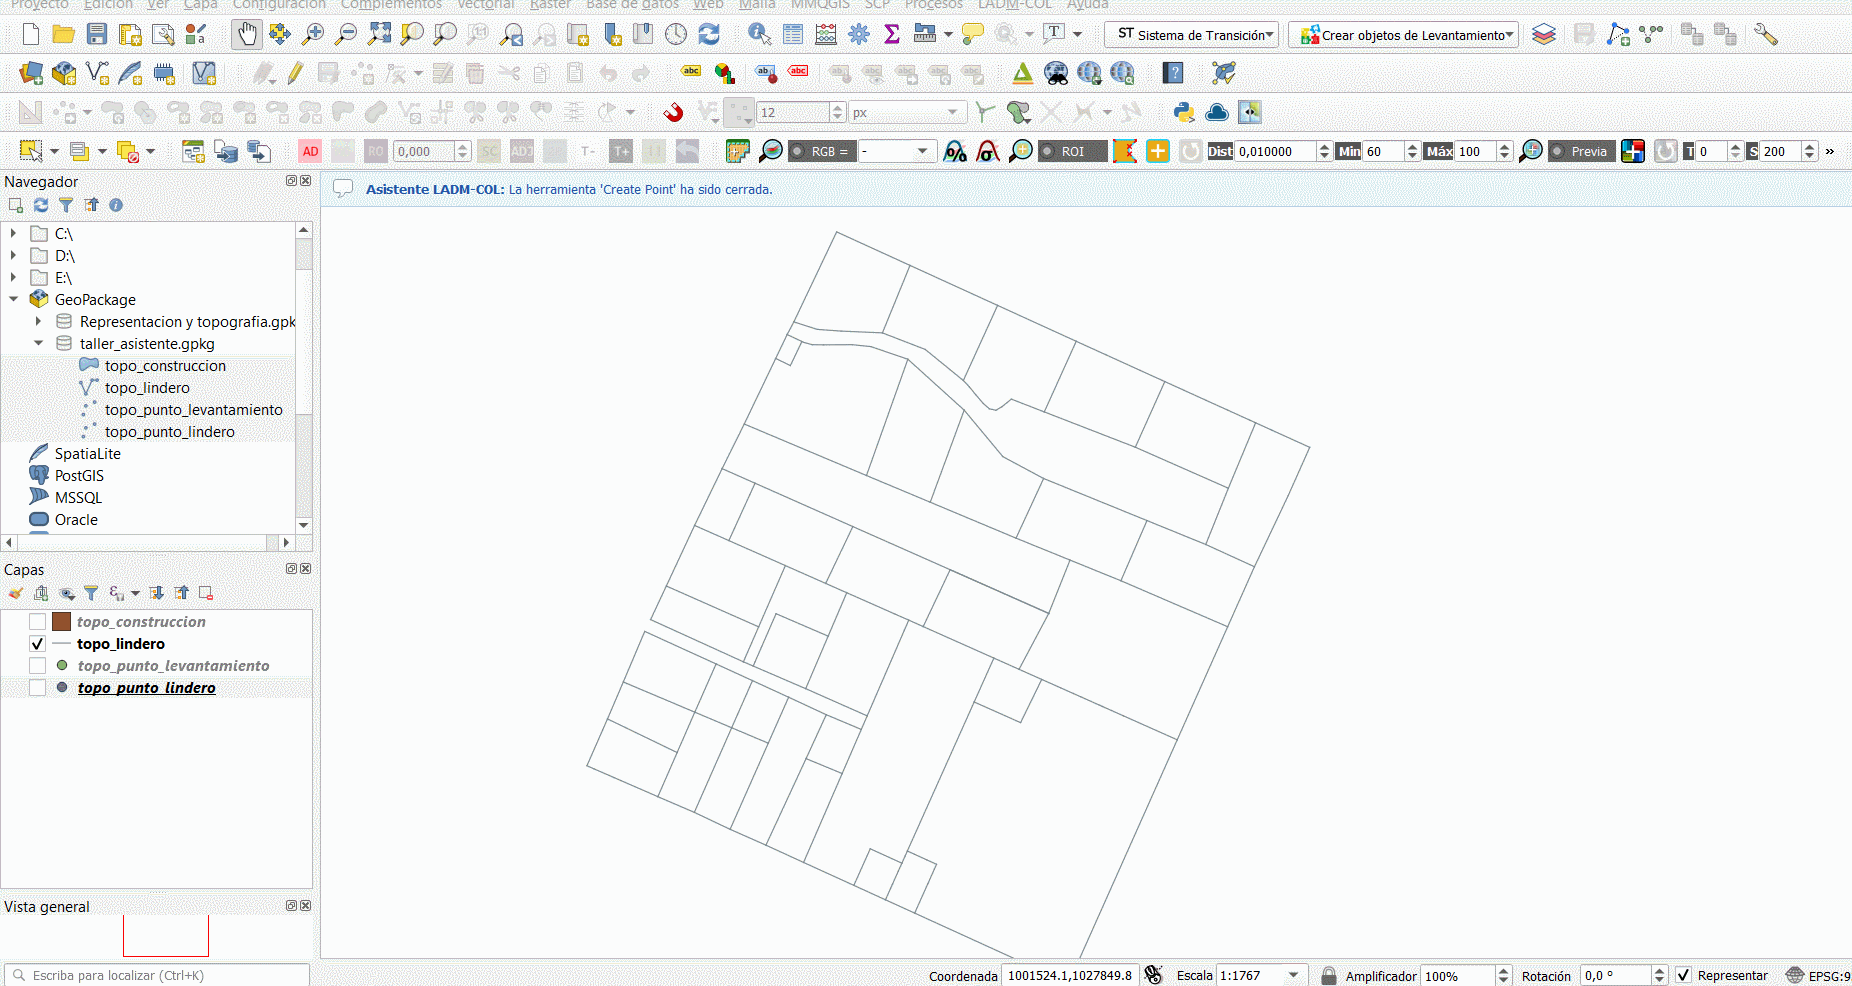 Proyecto Edición Ver Capa Configuración Complementos Vectorial Ráster Base de datos Web Malla MMQGIS SCP Procesos LADM-COL Ayuda
ST Sistema de Transición Crear objetos de Levantamiento
abc ab abc
12 px
AD RO 0,000 SC ADJ T- T+ RGB = - ROI Dist 0,010000 Min 60 Máx 100 Previa T 0 S 200 »
Navegador
Asistente LADM-COL: La herramienta 'Create Point' ha sido cerrada.
C:\
D:\
E:\
GeoPackage
Representacion y topografia.gpk
taller_asistente.gpkg
topo_construccion
topo_lindero
topo_punto_levantamiento
topo_punto_lindero
SpatiaLite
PostGIS
MSSQL
Oracle
Capas
topo_construccion
topo_lindero
topo_punto_levantamiento
topo_punto_lindero
Vista general
Escriba para localizar (Ctrl+K)
Coordenada 1001524.1,1027849.8 Escala 1:1767 Amplificador 100% Rotación 0,0 ° Representar EPSG:9